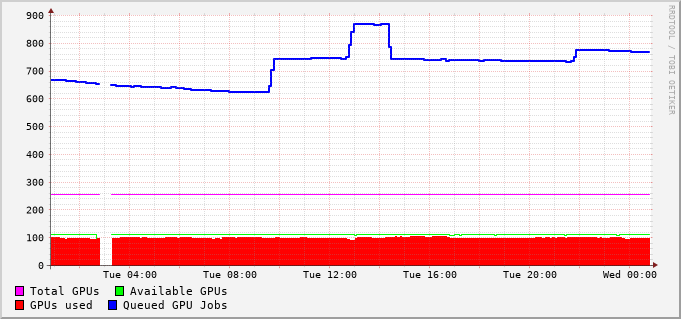 900
800
700
600
500
400
300
200
100
0
Tue 04:00 Tue 08:00 Tue 12:00 Tue 16:00 Tue 20:00 Wed 00:00
Total GPUs Available GPUs
GPUs used Queued GPU Jobs
RRDTOOL / TOBI OETIKER